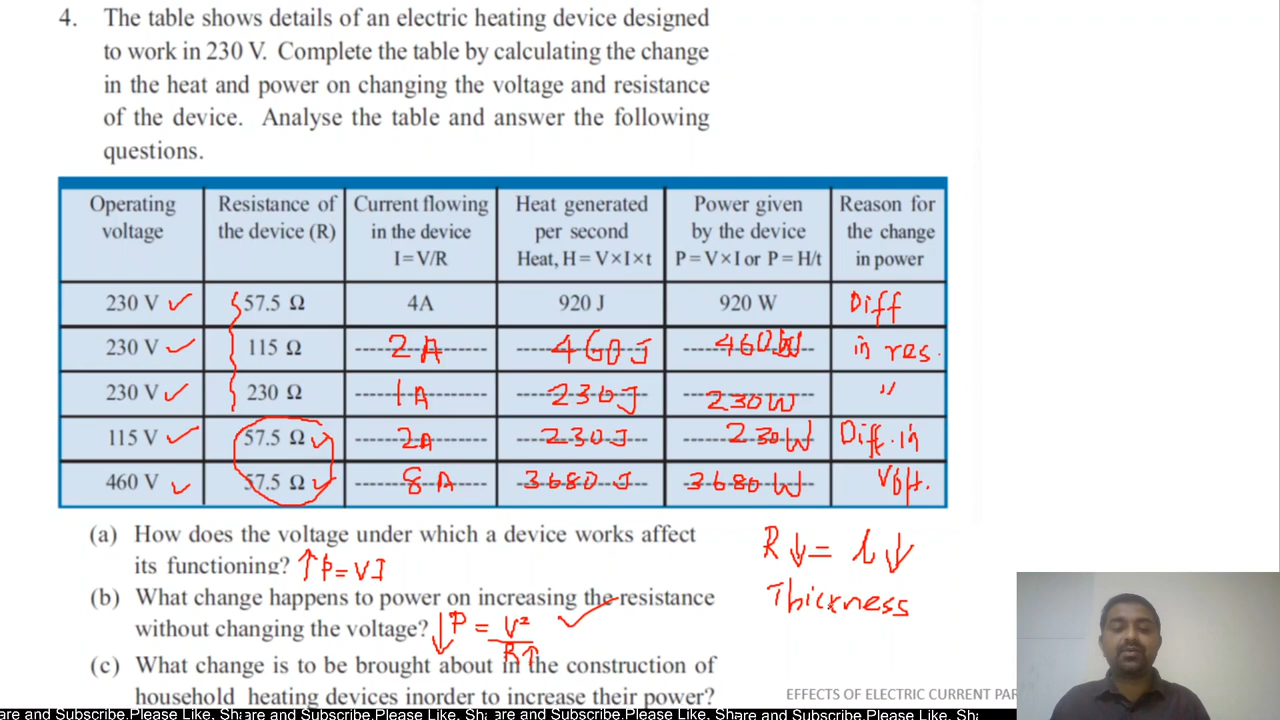 4. The table shows details of an electric heating device designed
to work in 230 V. Complete the table by calculating the change
in the heat and power on changing the voltage and resistance
of the device. Analyse the table and answer the following
questions.
Operating voltage | Resistance of the device (R) | Current flowing in the device I=V/R | Heat generated per second Heat, H=V×I×t | Power given by the device P=V×I or P=H/t | Reason for the change in power
230 V ✓ 57.5 Ω 4A 920 J 920 W Diff
230 V ✓ 115 Ω 2 A 460 J 460 W in res.
230 V ✓ 230 Ω 1 A 230 J 230 W "
115 V ✓ 57.5 Ω ✓ 2A 230 J 230 W Diff. in
460 V ✓ 57.5 Ω ✓ 8 A 3680 J 3680 W Volt.
(a) How does the voltage under which a device works affect
its functioning? ↑P=VI
(b) What change happens to power on increasing the resistance
without changing the voltage? ↓P = V²/R↑ ✓
(c) What change is to be brought about in the construction of
household heating devices inorder to increase their power?
R↓= l↓
Thickness
EFFECTS OF ELECTRIC CURRENT PAR
are and Subscribe.Please Like, Share and Subscribe.Please Like, Sha are and Subscribe.Please Like, Share and Subscribe.Please Like, Sha